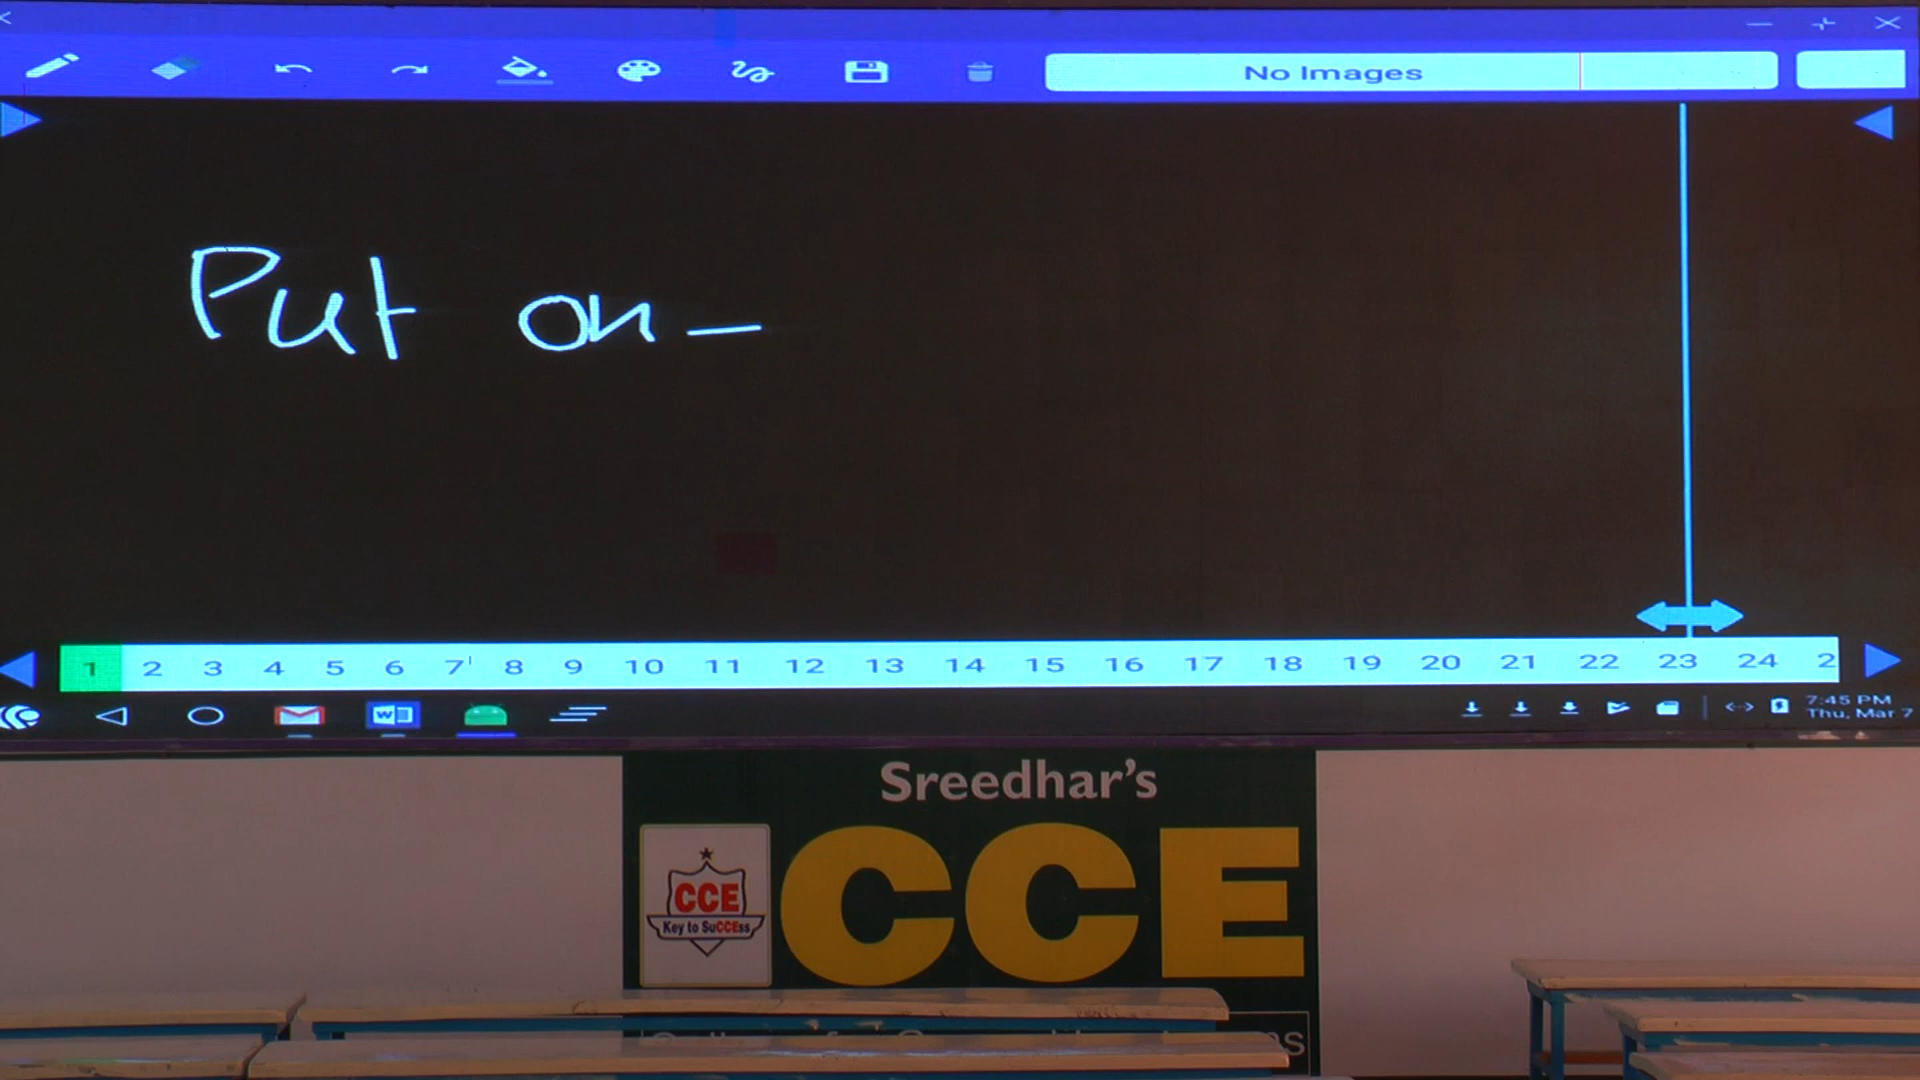 No Images
Put on –
1 2 3 4 5 6 7 8 9 10 11 12 13 14 15 16 17 18 19 20 21 22 23 24 2
W
7:45 PM
Thu, Mar 7
Sreedhar's
CCE
CCE
Key to SuCCEss